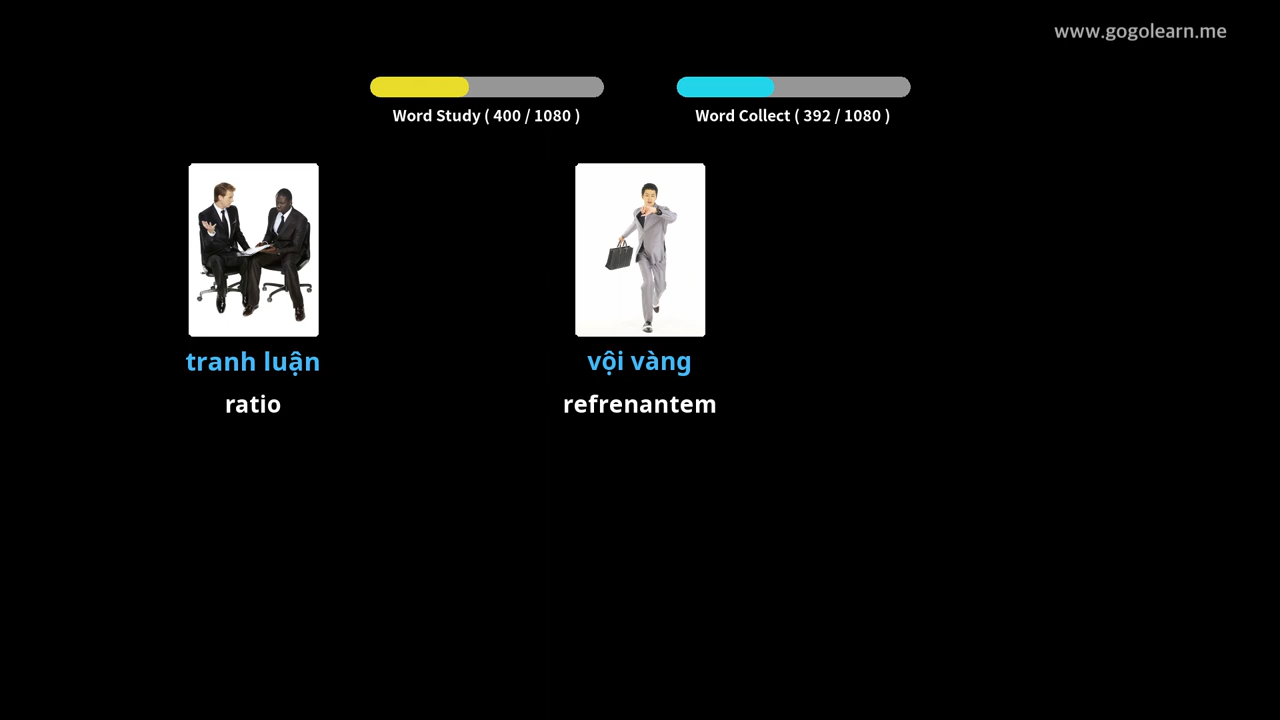 www.gogolearn.me
Word Study ( 400 / 1080 )
Word Collect ( 392 / 1080 )
tranh luận
ratio
vội vàng
refrenantem